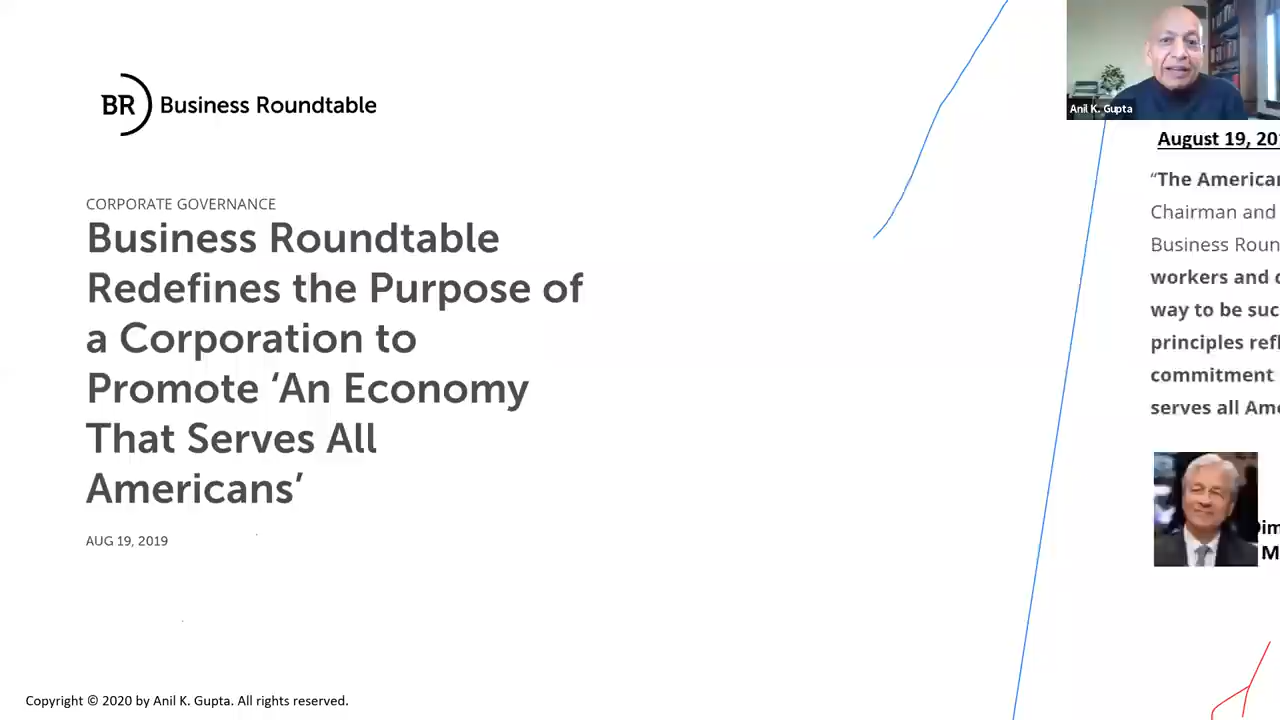 BR Business Roundtable
CORPORATE GOVERNANCE
Business Roundtable
Redefines the Purpose of
a Corporation to
Promote ‘An Economy
That Serves All
Americans’
AUG 19, 2019
Copyright © 2020 by Anil K. Gupta. All rights reserved.
Anil K. Gupta
August 19, 20
“The American
Chairman and
Business Roun
workers and
way to be suc
principles refl
commitment
serves all Ame